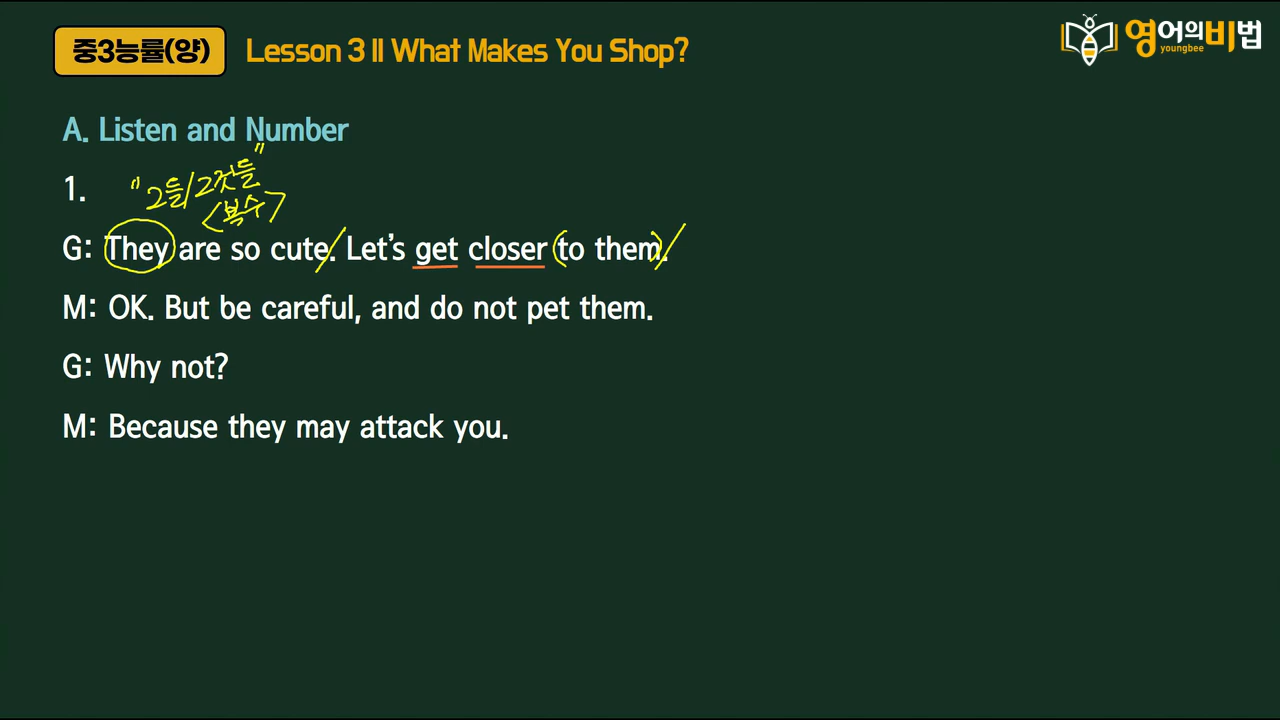 중3능률(양) Lesson 3 ll What Makes You Shop?
영어의비법
youngbee
A. Listen and Number
"그들/그것들"
1.
<복수>
G: They are so cute. Let's get closer (to them).
M: OK. But be careful, and do not pet them.
G: Why not?
M: Because they may attack you.